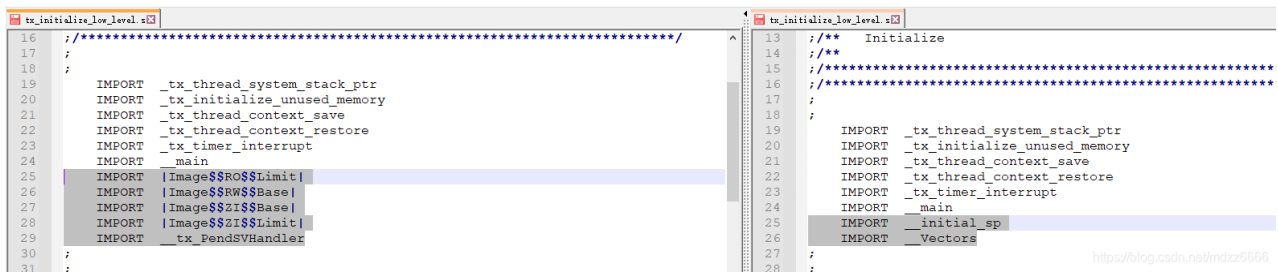 tx_initialize_low_level.s
16 ;/**************************************************************************/
17 ;
18 ;
19 IMPORT _tx_thread_system_stack_ptr
20 IMPORT _tx_initialize_unused_memory
21 IMPORT _tx_thread_context_save
22 IMPORT _tx_thread_context_restore
23 IMPORT _tx_timer_interrupt
24 IMPORT __main
25 IMPORT |Image$$RO$$Limit|
26 IMPORT |Image$$RW$$Base|
27 IMPORT |Image$$ZI$$Base|
28 IMPORT |Image$$ZI$$Limit|
29 IMPORT __tx_PendSVHandler
30 ;
31 ;
tx_initialize_low_level.s
13 ;/** Initialize
14 ;/**
15 ;/*********************************************************
16 ;/*********************************************************
17 ;
18 ;
19 IMPORT _tx_thread_system_stack_ptr
20 IMPORT _tx_initialize_unused_memory
21 IMPORT _tx_thread_context_save
22 IMPORT _tx_thread_context_restore
23 IMPORT _tx_timer_interrupt
24 IMPORT __main
25 IMPORT __initial_sp
26 IMPORT __Vectors
27 ;
28 ;
https://blog.csdn.net/mdzz6666